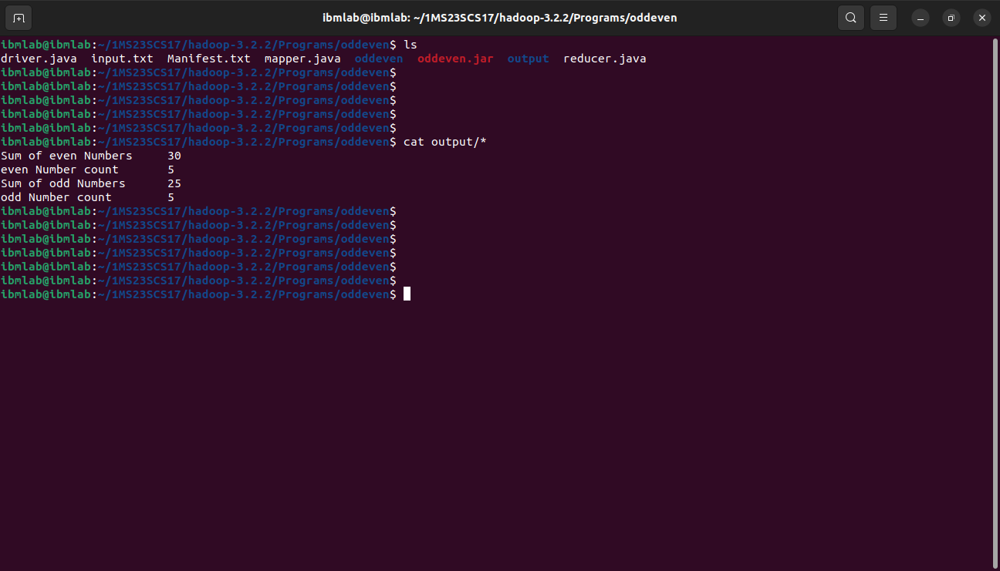 ibmlab@ibmlab: ~/1MS23SCS17/hadoop-3.2.2/Programs/oddeven
ibmlab@ibmlab:~/1MS23SCS17/hadoop-3.2.2/Programs/oddeven$ ls
driver.java  input.txt  Manifest.txt  mapper.java  oddeven  oddeven.jar  output  reducer.java
ibmlab@ibmlab:~/1MS23SCS17/hadoop-3.2.2/Programs/oddeven$
ibmlab@ibmlab:~/1MS23SCS17/hadoop-3.2.2/Programs/oddeven$
ibmlab@ibmlab:~/1MS23SCS17/hadoop-3.2.2/Programs/oddeven$
ibmlab@ibmlab:~/1MS23SCS17/hadoop-3.2.2/Programs/oddeven$
ibmlab@ibmlab:~/1MS23SCS17/hadoop-3.2.2/Programs/oddeven$
ibmlab@ibmlab:~/1MS23SCS17/hadoop-3.2.2/Programs/oddeven$ cat output/*
Sum of even Numbers     30
even Number count       5
Sum of odd Numbers      25
odd Number count        5
ibmlab@ibmlab:~/1MS23SCS17/hadoop-3.2.2/Programs/oddeven$
ibmlab@ibmlab:~/1MS23SCS17/hadoop-3.2.2/Programs/oddeven$
ibmlab@ibmlab:~/1MS23SCS17/hadoop-3.2.2/Programs/oddeven$
ibmlab@ibmlab:~/1MS23SCS17/hadoop-3.2.2/Programs/oddeven$
ibmlab@ibmlab:~/1MS23SCS17/hadoop-3.2.2/Programs/oddeven$
ibmlab@ibmlab:~/1MS23SCS17/hadoop-3.2.2/Programs/oddeven$
ibmlab@ibmlab:~/1MS23SCS17/hadoop-3.2.2/Programs/oddeven$